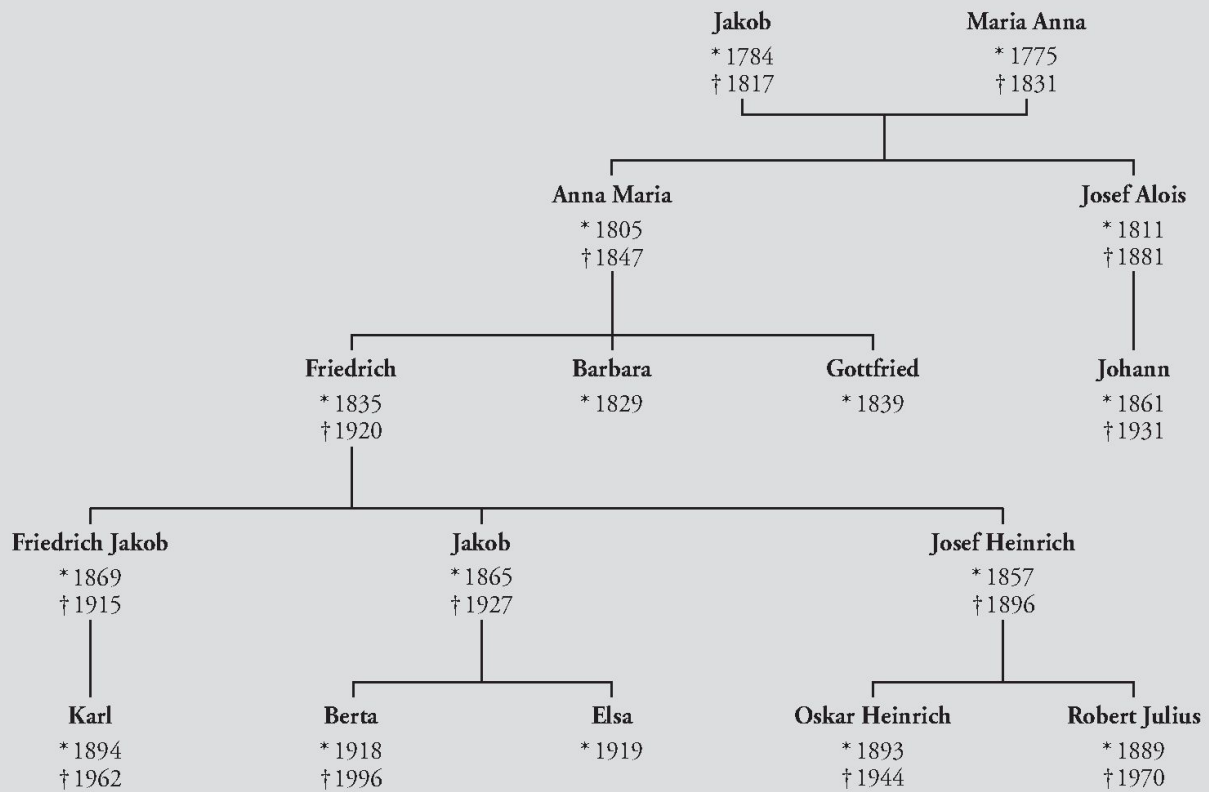 Jakob
* 1784
† 1817
Maria Anna
* 1775
† 1831
Anna Maria
* 1805
† 1847
Josef Alois
* 1811
† 1881
Friedrich
* 1835
† 1920
Barbara
* 1829
Gottfried
* 1839
Johann
* 1861
† 1931
Friedrich Jakob
* 1869
† 1915
Jakob
* 1865
† 1927
Josef Heinrich
* 1857
† 1896
Karl
* 1894
† 1962
Berta
* 1918
† 1996
Elsa
* 1919
Oskar Heinrich
* 1893
† 1944
Robert Julius
* 1889
† 1970